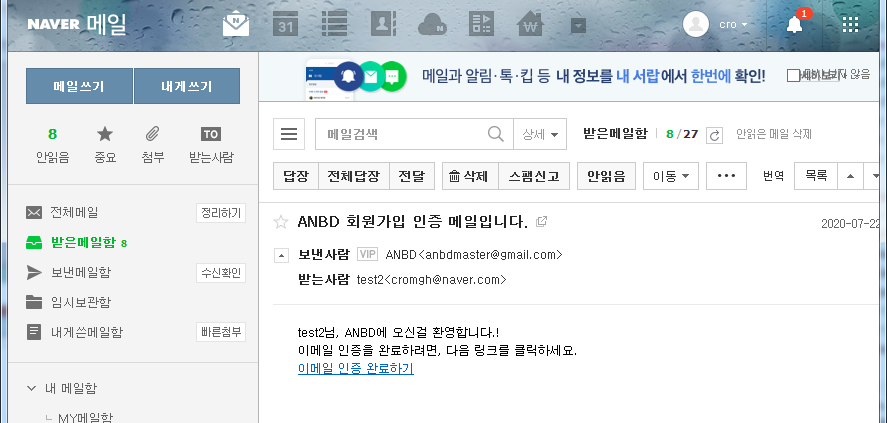 NAVER 메일
31
N
₩
cro
1
메일쓰기
내게쓰기
메일과 알림·톡·킵 등 내 정보를 내 서랍에서 한번에 확인!
8
TO
안읽음
중요
첨부
받는사람
메일검색
상세
받은메일함
8 / 27
안읽은 메일 삭제
답장
전체답장
전달
삭제
스팸신고
안읽음
이동
···
번역
목록
전체메일
정리하기
받은메일함 8
보낸메일함
수신확인
임시보관함
내게쓴메일함
빠른첨부
내 메일함
MY메일함
ANBD 회원가입 인증 메일입니다.
2020-07-22
보낸사람
VIP
ANBD<anbdmaster@gmail.com>
받는사람
test2<cromgh@naver.com>
test2님, ANBD에 오신걸 환영합니다.!
이메일 인증을 완료하려면, 다음 링크를 클릭하세요.
이메일 인증 완료하기